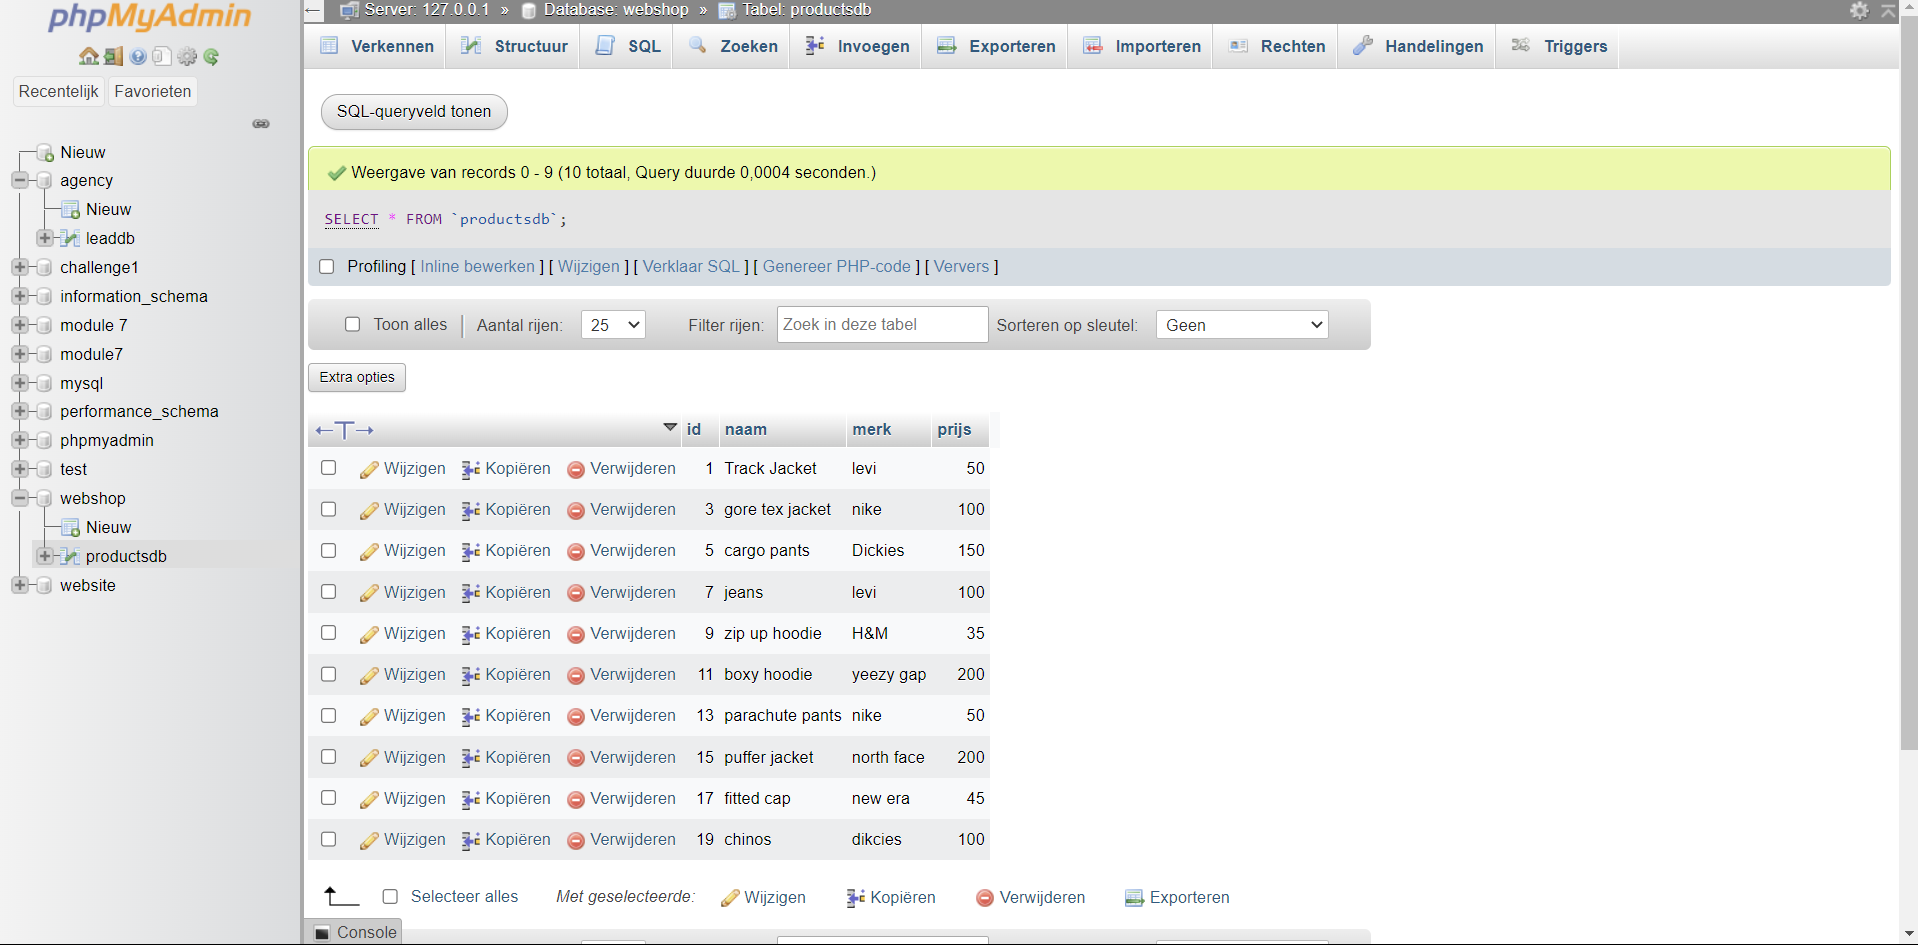 phpMyAdmin
Recentelijk Favorieten
Nieuw
agency
Nieuw
leaddb
challenge1
information_schema
module 7
module7
mysql
performance_schema
phpmyadmin
test
webshop
Nieuw
productsdb
website
Server: 127.0.0.1 » Database: webshop » Tabel: productsdb
Verkennen Structuur SQL Zoeken Invoegen Exporteren Importeren Rechten Handelingen Triggers
SQL-queryveld tonen
Weergave van records 0 - 9 (10 totaal, Query duurde 0,0004 seconden.)
SELECT * FROM `productsdb`;
Profiling [ Inline bewerken ] [ Wijzigen ] [ Verklaar SQL ] [ Genereer PHP-code ] [ Ververs ]
Toon alles Aantal rijen: 25 Filter rijen: Zoek in deze tabel Sorteren op sleutel: Geen
Extra opties
id naam merk prijs
Wijzigen Kopiëren Verwijderen 1 Track Jacket levi 50
Wijzigen Kopiëren Verwijderen 3 gore tex jacket nike 100
Wijzigen Kopiëren Verwijderen 5 cargo pants Dickies 150
Wijzigen Kopiëren Verwijderen 7 jeans levi 100
Wijzigen Kopiëren Verwijderen 9 zip up hoodie H&M 35
Wijzigen Kopiëren Verwijderen 11 boxy hoodie yeezy gap 200
Wijzigen Kopiëren Verwijderen 13 parachute pants nike 50
Wijzigen Kopiëren Verwijderen 15 puffer jacket north face 200
Wijzigen Kopiëren Verwijderen 17 fitted cap new era 45
Wijzigen Kopiëren Verwijderen 19 chinos dikcies 100
Selecteer alles Met geselecteerde: Wijzigen Kopiëren Verwijderen Exporteren
Console